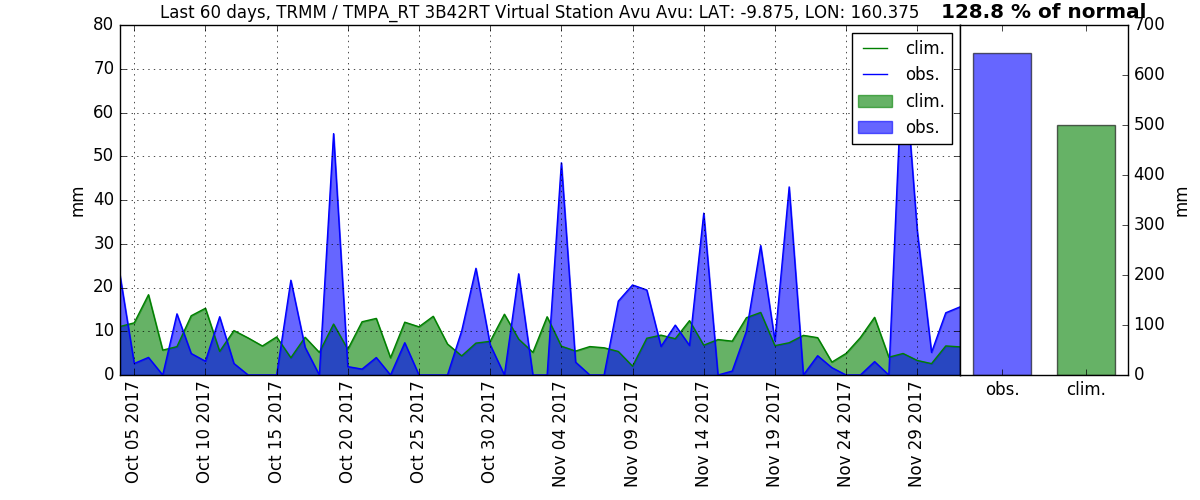 Last 60 days, TRMM / TMPA_RT 3B42RT Virtual Station Avu Avu: LAT: -9.875, LON: 160.375
128.8 % of normal
80
70
60
50
40
30
20
10
0
mm
clim.
obs.
clim.
obs.
Oct 05 2017
Oct 10 2017
Oct 15 2017
Oct 20 2017
Oct 25 2017
Oct 30 2017
Nov 04 2017
Nov 09 2017
Nov 14 2017
Nov 19 2017
Nov 24 2017
Nov 29 2017
700
600
500
400
300
200
100
0
mm
obs.
clim.